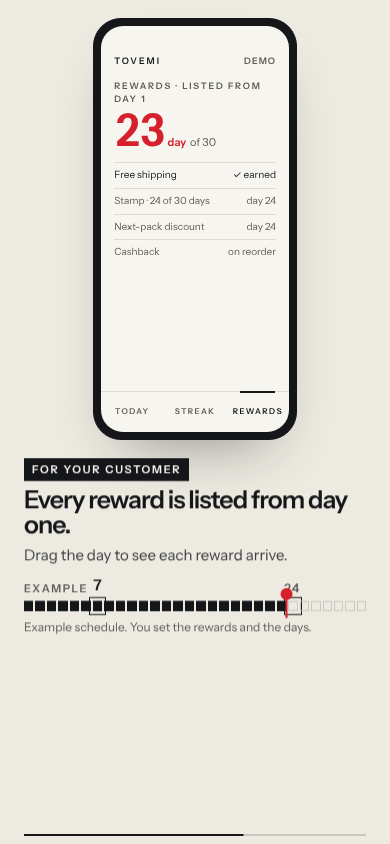 TOVEMI DEMO
REWARDS · LISTED FROM
DAY 1
23 day of 30
Free shipping ✓ earned
Stamp · 24 of 30 days day 24
Next-pack discount day 24
Cashback on reorder
TODAY STREAK REWARDS
FOR YOUR CUSTOMER
Every reward is listed from day
one.
Drag the day to see each reward arrive.
EXAMPLE 7 24
Example schedule. You set the rewards and the days.